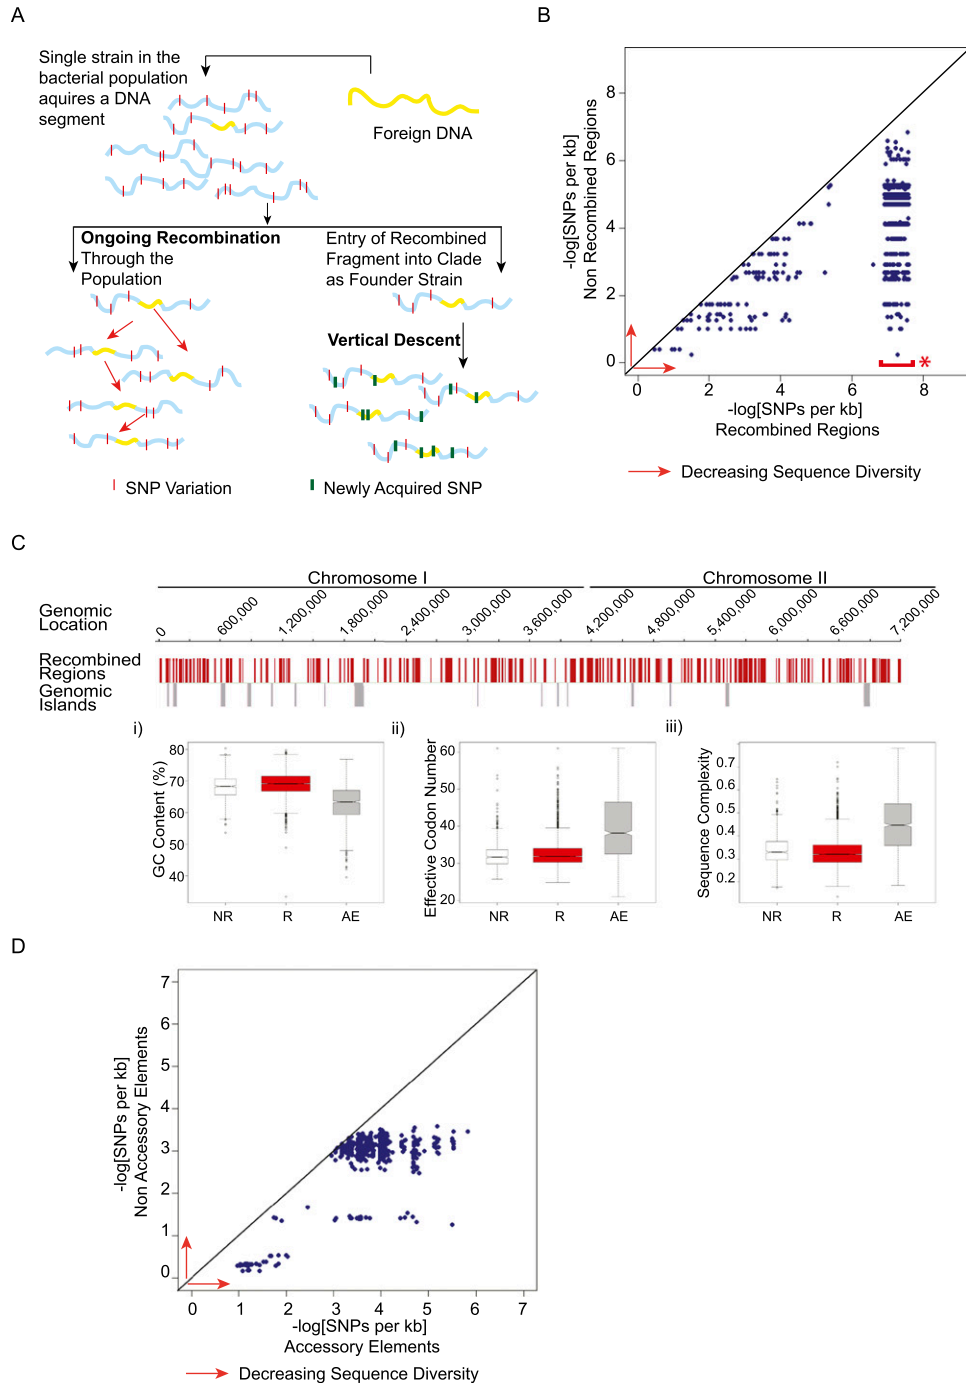 A
Single strain in the
bacterial population
aquires a DNA
segment
Foreign DNA
Ongoing Recombination
Through the
Population
Entry of Recombined
Fragment into Clade
as Founder Strain
Vertical Descent
SNP Variation
Newly Acquired SNP
B
-log[SNPs per kb]
Non Recombined Regions
8
6
4
2
0
0 2 4 6 8
*
-log[SNPs per kb]
Recombined Regions
Decreasing Sequence Diversity
C
Chromosome I
Chromosome II
Genomic
Location
0 600,000 1,200,000 1,800,000 2,400,000 3,000,000 3,600,000 4,200,000 4,800,000 5,400,000 6,000,000 6,600,000 7,200,000
Recombined
Regions
Genomic
Islands
i)
GC Content (%)
80
70
60
50
40
NR R AE
ii)
Effective Codon Number
60
50
40
30
20
NR R AE
iii)
Sequence Complexity
0.7
0.6
0.5
0.4
0.3
0.2
NR R AE
D
-log[SNPs per kb]
Non Accessory Elements
7
6
5
4
3
2
1
0
0 1 2 3 4 5 6 7
-log[SNPs per kb]
Accessory Elements
Decreasing Sequence Diversity